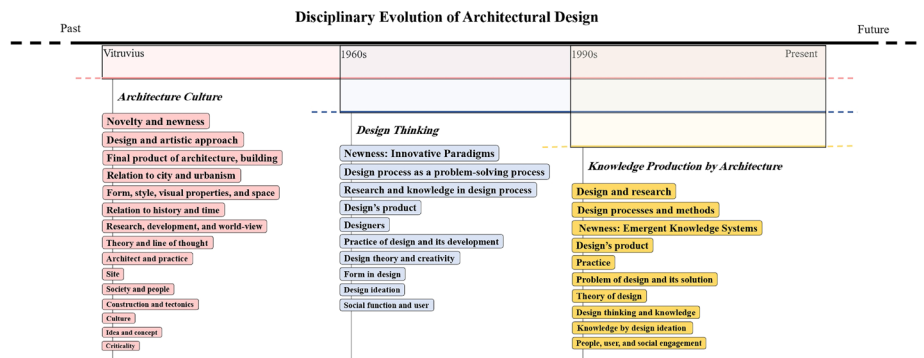 Disciplinary Evolution of Architectural Design
Past
Future
Vitruvius
1960s
1990s
Present
Architecture Culture
Novelty and newness
Design and artistic approach
Final product of architecture, building
Relation to city and urbanism
Form, style, visual properties, and space
Relation to history and time
Research, development, and world-view
Theory and line of thought
Architect and practice
Site
Society and people
Construction and tectonics
Culture
Idea and concept
Criticality
Design Thinking
Newness: Innovative Paradigms
Design process as a problem-solving process
Research and knowledge in design process
Design's product
Designers
Practice of design and its development
Design theory and creativity
Form in design
Design ideation
Social function and user
Knowledge Production by Architecture
Design and research
Design processes and methods
Newness: Emergent Knowledge Systems
Design's product
Practice
Problem of design and its solution
Theory of design
Design thinking and knowledge
Knowledge by design ideation
People, user, and social engagement